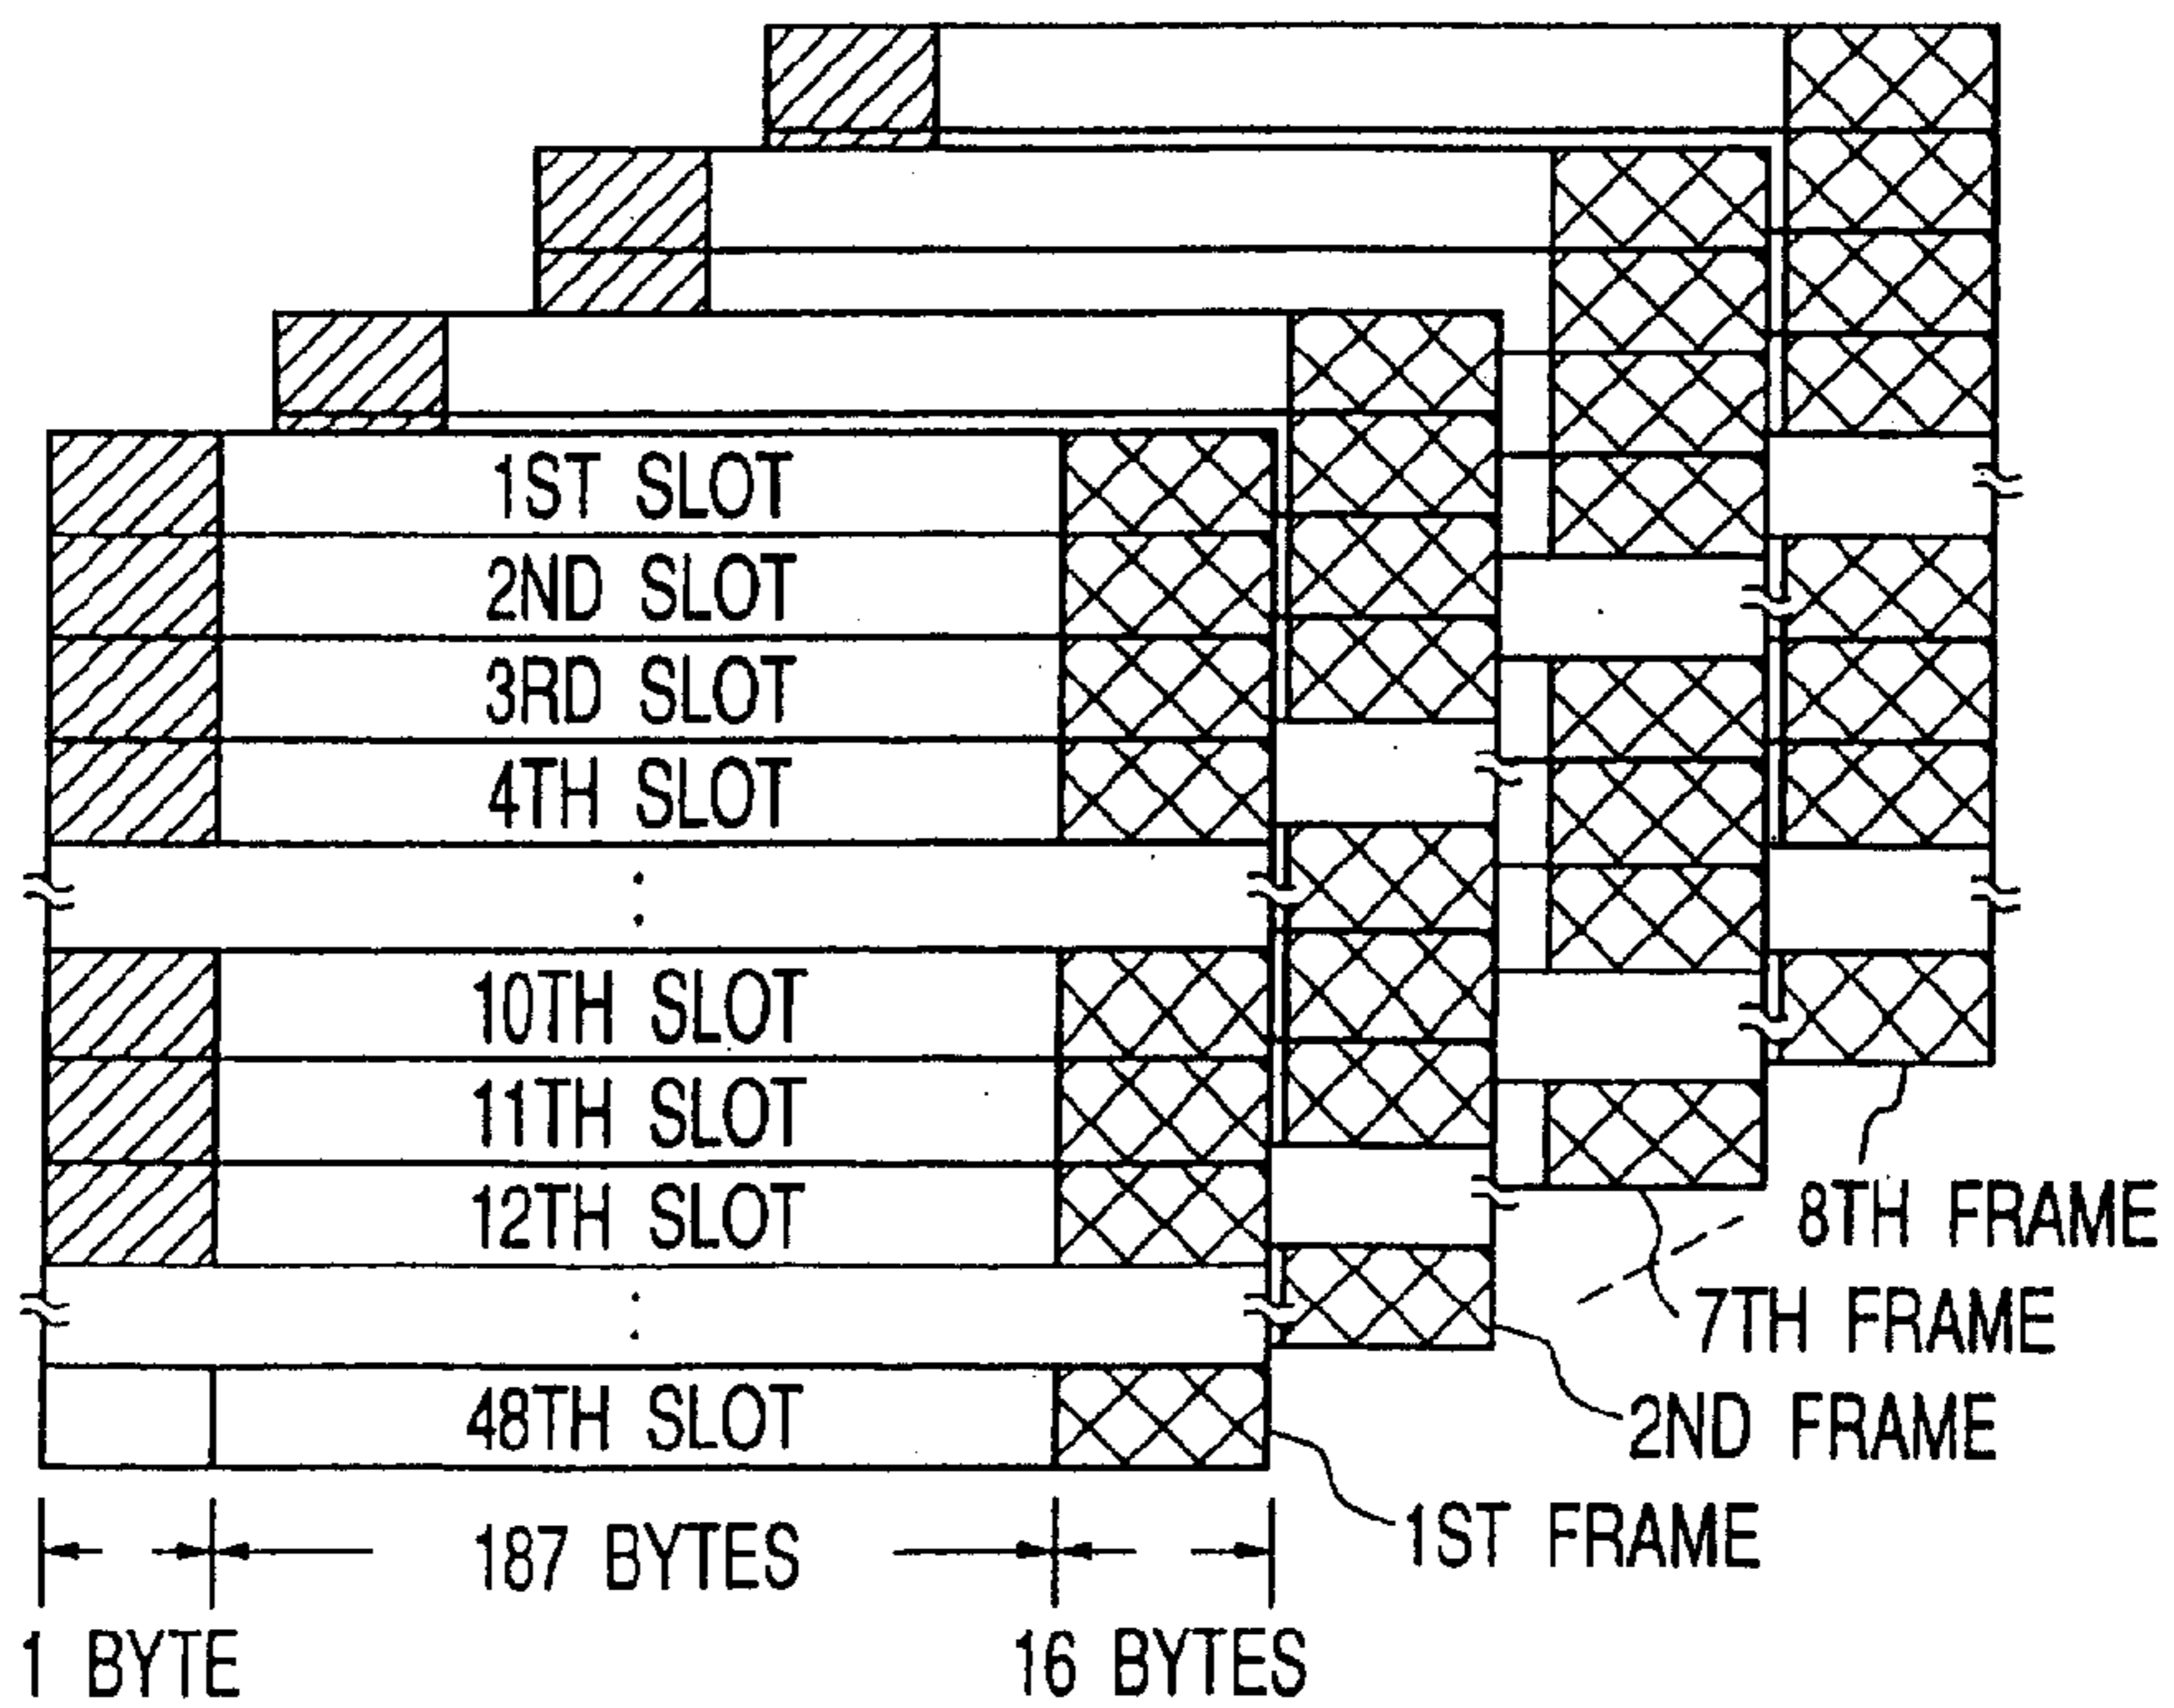 1ST SLOT
2ND SLOT
3RD SLOT
4TH SLOT
10TH SLOT
11TH SLOT
12TH SLOT
48TH SLOT
8TH FRAME
7TH FRAME
2ND FRAME
1ST FRAME
187 BYTES
1 BYTE
16 BYTES